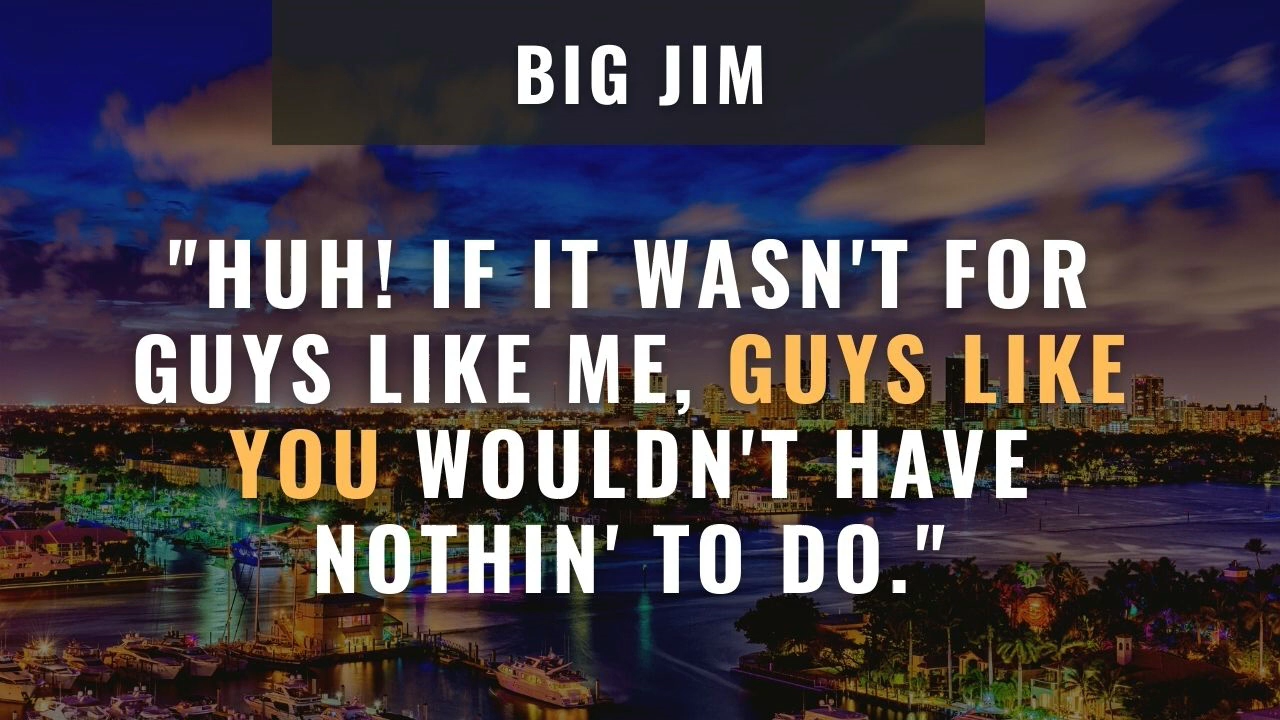 BIG JIM
"HUH! IF IT WASN'T FOR
GUYS LIKE ME, GUYS LIKE
YOU WOULDN'T HAVE
NOTHIN' TO DO."